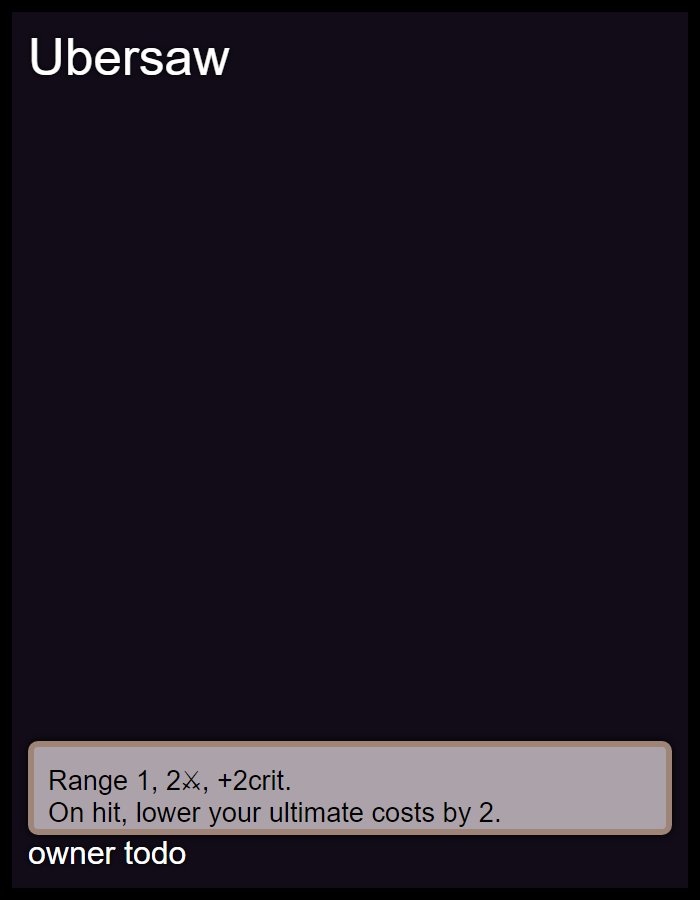 Ubersaw
Range 1, 2⚔, +2crit.
On hit, lower your ultimate costs by 2.
owner todo